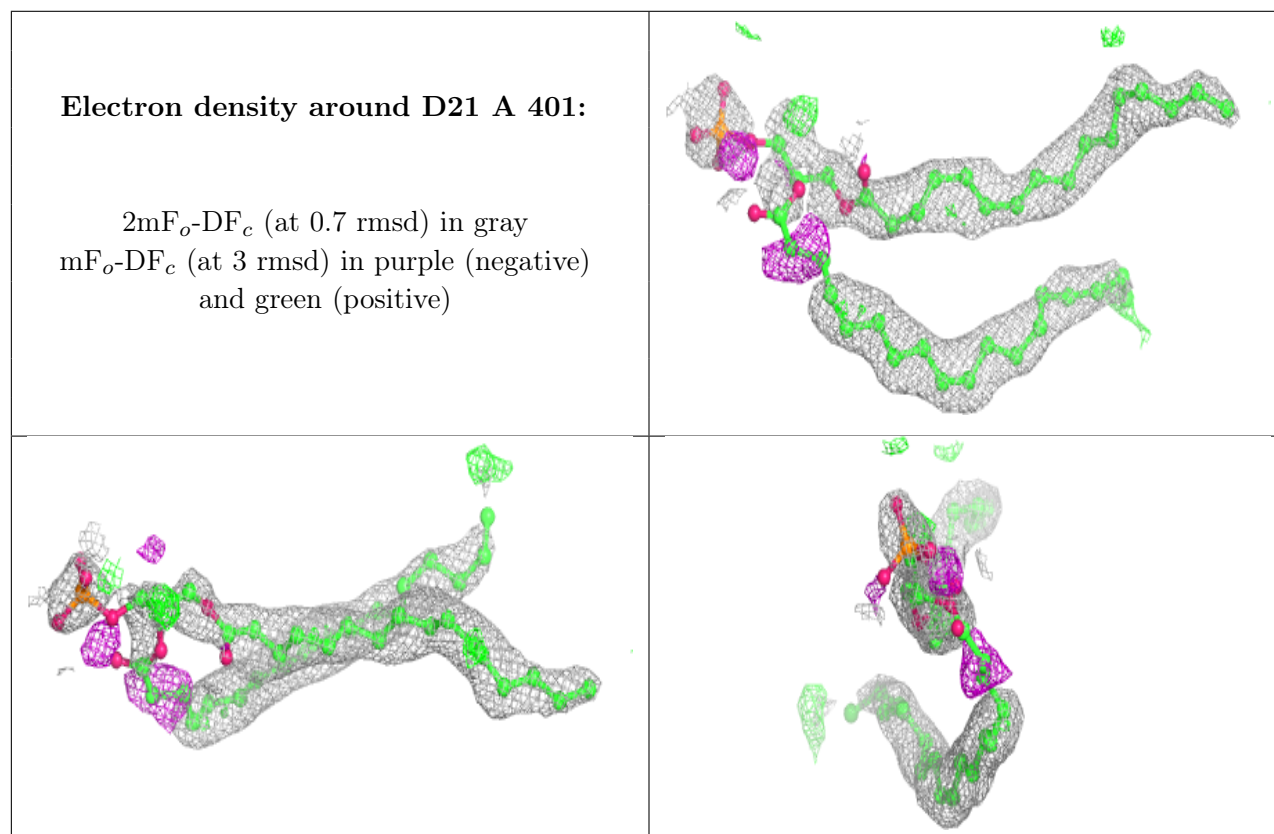 Electron density around D21 A 401:
2mFo-DFc (at 0.7 rmsd) in gray
mFo-DFc (at 3 rmsd) in purple (negative)
and green (positive)